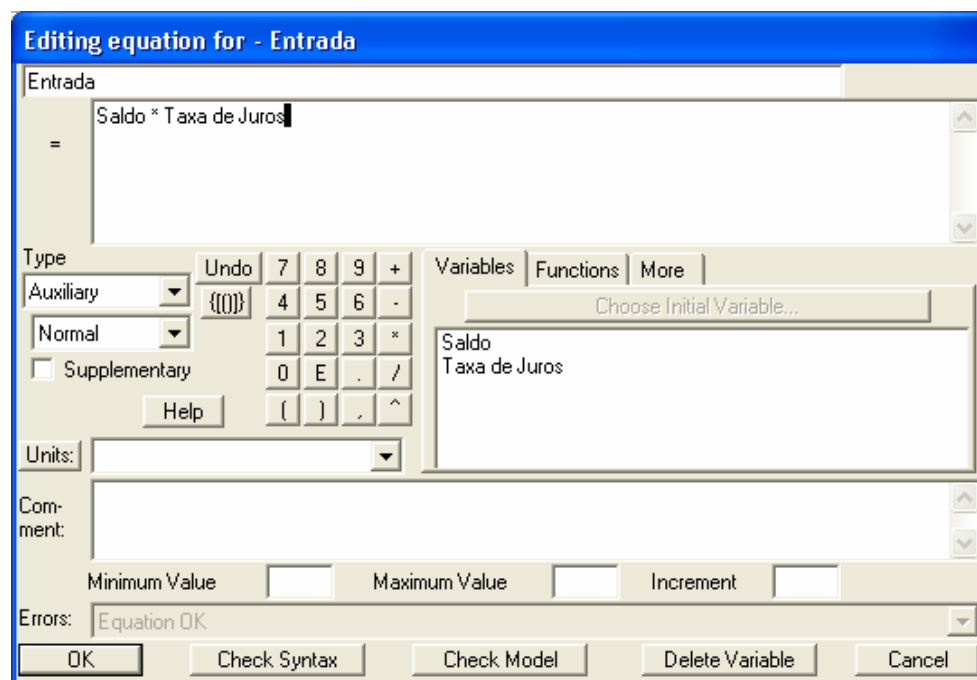 Editing equation for - Entrada
Entrada
=
Saldo * Taxa de Juros
Type
Auxiliary
Normal
Supplementary
Help
Undo 7 8 9 +
{[()]} 4 5 6 -
1 2 3 *
0 E . /
( ) , ^
Variables Functions More
Choose Initial Variable...
Saldo
Taxa de Juros
Units:
Com-
ment:
Minimum Value Maximum Value Increment
Errors: Equation OK
OK Check Syntax Check Model Delete Variable Cancel